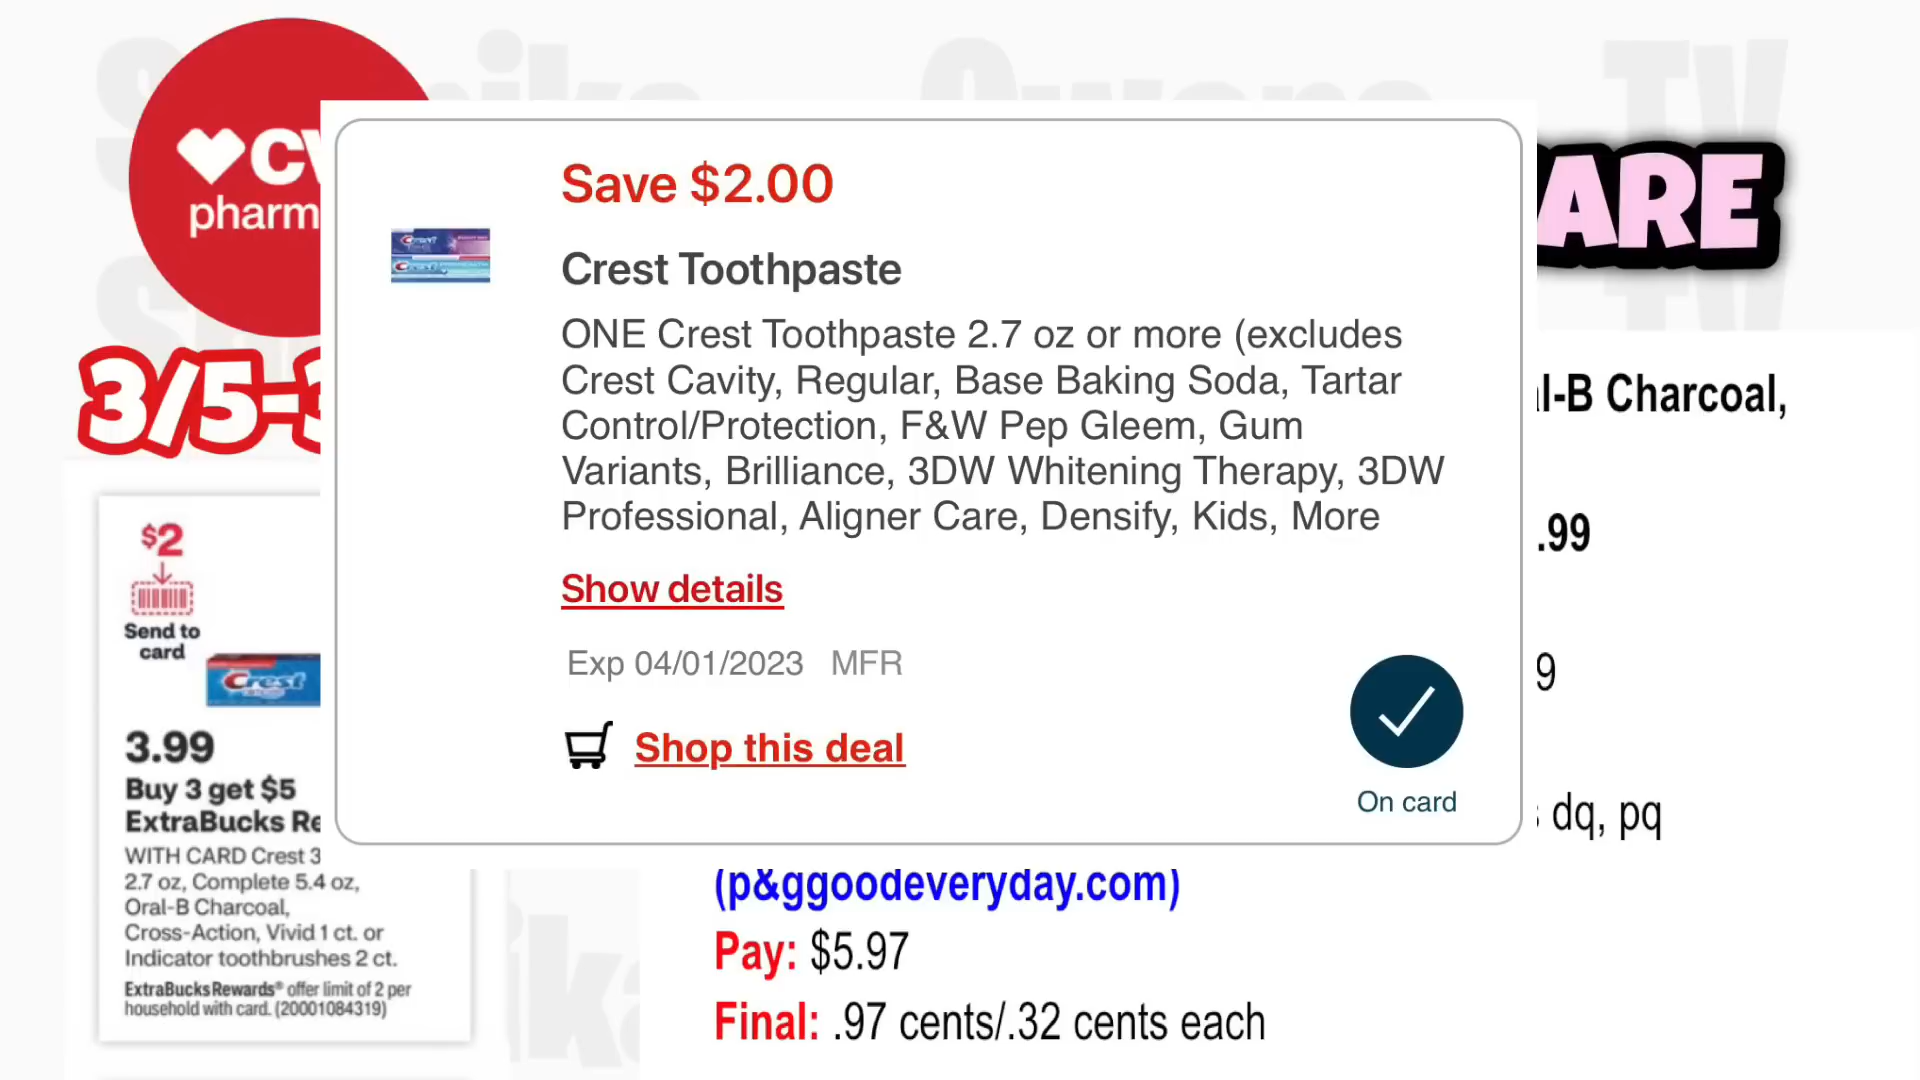 CV
pharm
ARE
3/5-3
Save $2.00
Crest Toothpaste
ONE Crest Toothpaste 2.7 oz or more (excludes
Crest Cavity, Regular, Base Baking Soda, Tartar
Control/Protection, F&W Pep Gleem, Gum
Variants, Brilliance, 3DW Whitening Therapy, 3DW
Professional, Aligner Care, Densify, Kids, More
Show details
Exp 04/01/2023 MFR
Shop this deal
On card
l-B Charcoal,
.99
9
dq, pq
$2
Send to
card
Crest
3.99
Buy 3 get $5
ExtraBucks Re
WITH CARD Crest 3
2.7 oz, Complete 5.4 oz,
Oral-B Charcoal,
Cross-Action, Vivid 1 ct. or
Indicator toothbrushes 2 ct.
ExtraBucks Rewards® offer limit of 2 per
household with card. (20001084319)
(p&ggoodeveryday.com)
Pay: $5.97
Final: .97 cents/.32 cents each